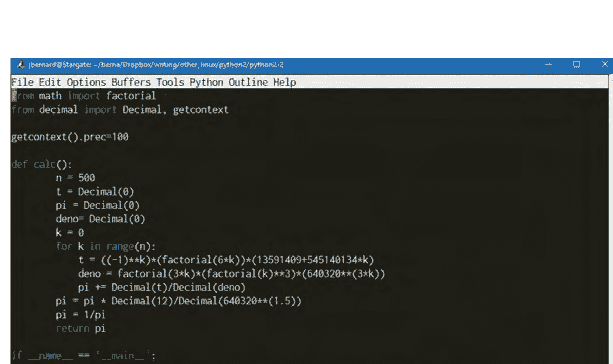 jbernard@Stargate: ~/berna/Dropbox/writing/other_linux/python2/python2-2
File Edit Options Buffers Tools Python Outline Help
from math import factorial
from decimal import Decimal, getcontext
getcontext().prec=100
def calc():
n = 500
t = Decimal(0)
pi = Decimal(0)
deno= Decimal(0)
k = 0
for k in range(n):
t = ((-1)**k)*(factorial(6*k))*(13591409+545140134*k)
deno = factorial(3*k)*(factorial(k)**3)*(640320**(3*k))
pi += Decimal(t)/Decimal(deno)
pi = pi * Decimal(12)/Decimal(640320**(1.5))
pi = 1/pi
return pi
if __name__ == '__main__':